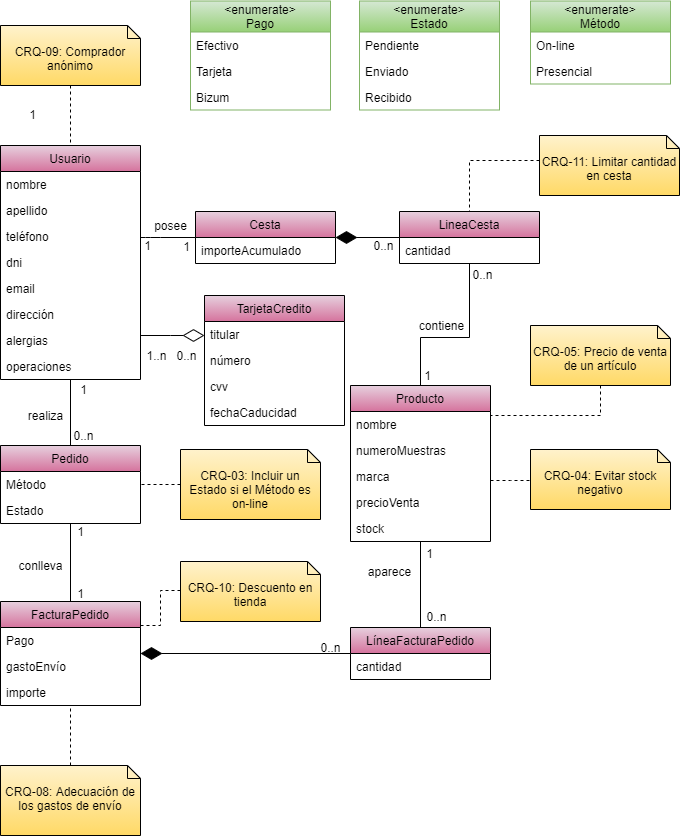 <enumerate>
Pago
Efectivo
Tarjeta
Bizum
<enumerate>
Estado
Pendiente
Enviado
Recibido
<enumerate>
Método
On-line
Presencial
CRQ-09: Comprador
anónimo
1
Usuario
nombre
apellido
teléfono
dni
email
dirección
alergias
operaciones
posee
1
1
Cesta
importeAcumulado
0..n
LineaCesta
cantidad
CRQ-11: Limitar cantidad
en cesta
0..n
contiene
1
1..n
0..n
TarjetaCredito
titular
número
cvv
fechaCaducidad
CRQ-05: Precio de venta
de un artículo
Producto
nombre
numeroMuestras
marca
precioVenta
stock
CRQ-04: Evitar stock
negativo
1
realiza
0..n
Pedido
Método
Estado
CRQ-03: Incluir un
Estado si el Método es
on-line
1
conlleva
1
1
aparece
0..n
CRQ-10: Descuento en
tienda
FacturaPedido
Pago
gastoEnvío
importe
0..n
LíneaFacturaPedido
cantidad
CRQ-08: Adecuación de
los gastos de envío